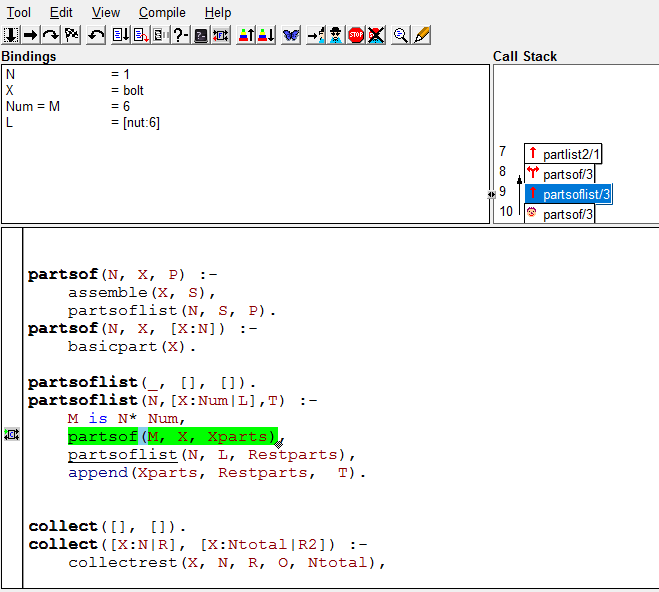 Tool Edit View Compile Help
STOP
Bindings
Call Stack
N = 1
X = bolt
Num = M = 6
L = [nut:6]
7 partlist2/1
8 partsof/3
9 partsoflist/3
10 partsof/3
partsof(N, X, P) :-
assemble(X, S),
partsoflist(N, S, P).
partsof(N, X, [X:N]) :-
basicpart(X).
partsoflist(_, [], []).
partsoflist(N,[X:Num|L],T) :-
M is N* Num,
partsof(M, X, Xparts),
partsoflist(N, L, Restparts),
append(Xparts, Restparts,  T).
collect([], []).
collect([X:N|R], [X:Ntotal|R2]) :-
collectrest(X, N, R, O, Ntotal),